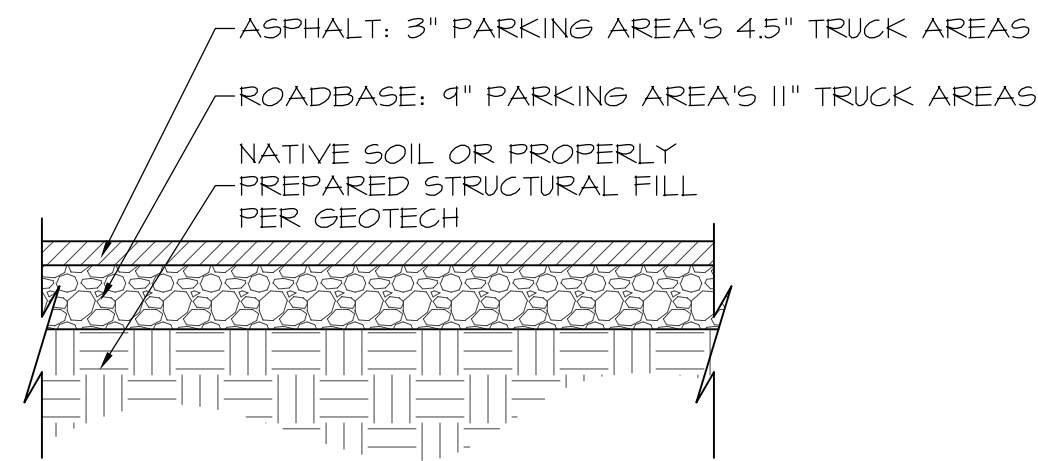 ASPHALT: 3" PARKING AREA'S 4.5" TRUCK AREAS
ROADBASE: 9" PARKING AREA'S 11" TRUCK AREAS
NATIVE SOIL OR PROPERLY
PREPARED STRUCTURAL FILL
PER GEOTECH